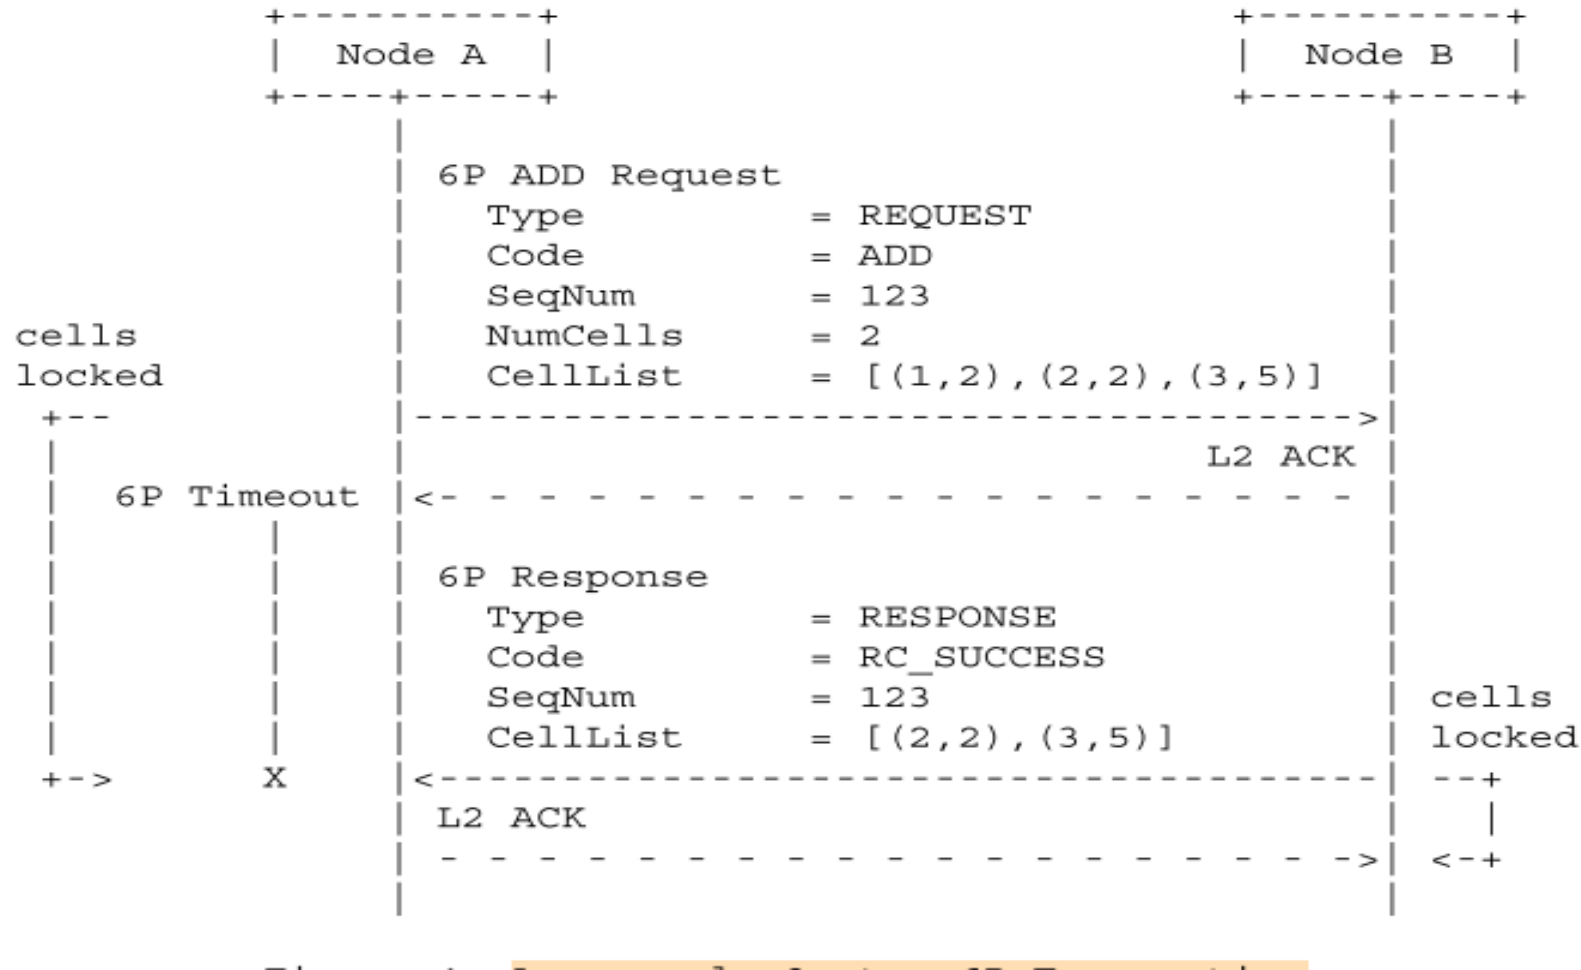 Node A Node B
6P ADD Request
Type = REQUEST
Code = ADD
SeqNum = 123
cells NumCells = 2
locked CellList = [(1,2),(2,2),(3,5)]
L2 ACK
6P Timeout
6P Response
Type = RESPONSE
Code = RC_SUCCESS
SeqNum = 123 cells
CellList = [(2,2),(3,5)] locked
X
L2 ACK